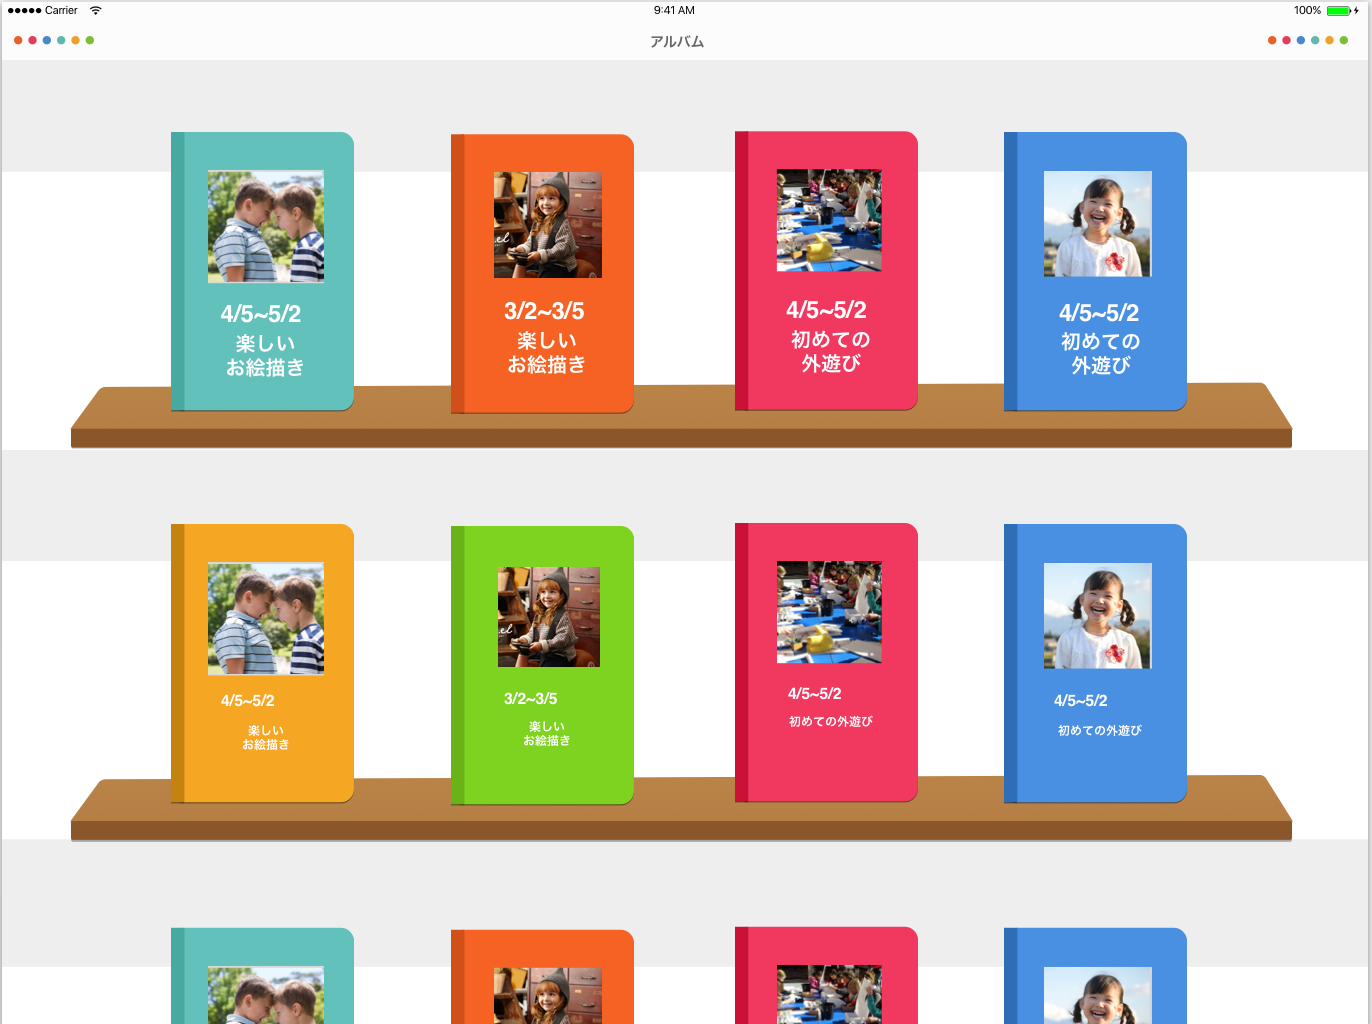 Carrier
9:41 AM
100%
アルバム
4/5~5/2
楽しい
お絵描き
3/2~3/5
楽しい
お絵描き
4/5~5/2
初めての
外遊び
4/5~5/2
初めての
外遊び
4/5~5/2
楽しい
お絵描き
3/2~3/5
楽しい
お絵描き
4/5~5/2
初めての外遊び
4/5~5/2
初めての外遊び